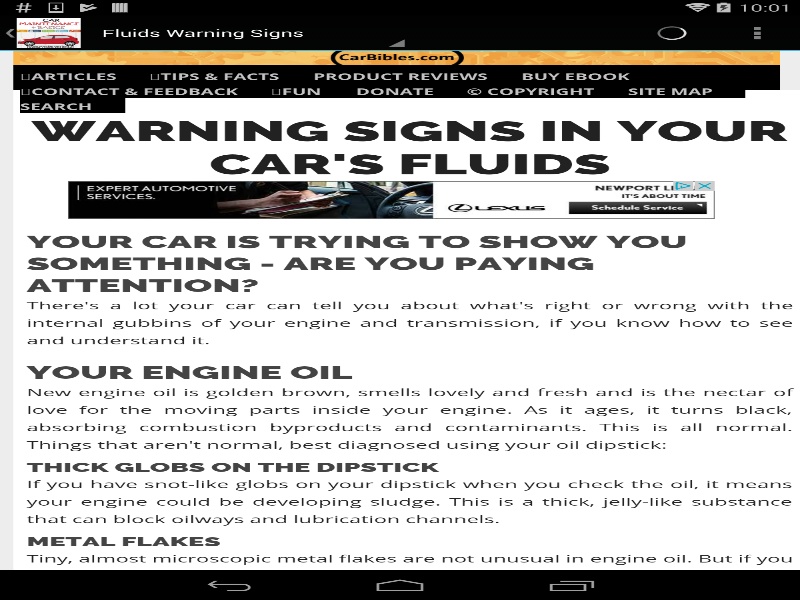 10:01
CAR
MAINTENANCE
Fluids Warning Signs
CarBibles.com
ARTICLES TIPS & FACTS PRODUCT REVIEWS BUY EBOOK
CONTACT & FEEDBACK FUN DONATE © COPYRIGHT SITE MAP
SEARCH
WARNING SIGNS IN YOUR
CAR'S FLUIDS
EXPERT AUTOMOTIVE
SERVICES.
LEXUS
NEWPORT
IT'S ABOUT TIME
Schedule Service
YOUR CAR IS TRYING TO SHOW YOU
SOMETHING - ARE YOU PAYING
ATTENTION?
There's a lot your car can tell you about what's right or wrong with the
internal gubbins of your engine and transmission, if you know how to see
and understand it.
YOUR ENGINE OIL
New engine oil is golden brown, smells lovely and fresh and is the nectar of
love for the moving parts inside your engine. As it ages, it turns black,
absorbing combustion byproducts and contaminants. This is all normal.
Things that aren't normal, best diagnosed using your oil dipstick:
THICK GLOBS ON THE DIPSTICK
If you have snot-like globs on your dipstick when you check the oil, it means
your engine could be developing sludge. This is a thick, jelly-like substance
that can block oilways and lubrication channels.
METAL FLAKES
Tiny, almost microscopic metal flakes are not unusual in engine oil. But if you